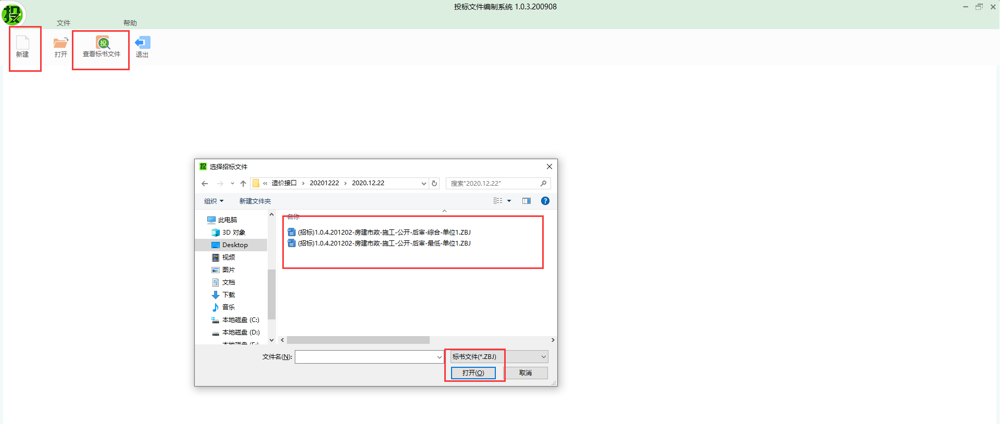 投标文件编制系统 1.0.3.200908
投
文件
帮助
新建
打开
投
查看标书文件
退出
投 选择招标文件
« 造价接口 › 20201222 › 2020.12.22
搜索"2020.12.22"
组织
新建文件夹
名称
此电脑
3D 对象
Desktop
视频
图片
文档
下载
音乐
本地磁盘 (C:)
本地磁盘 (D:)
(招标)1.0.4.201202-房建市政-施工-公开-后审-综合-单位1.ZBJ
(招标)1.0.4.201202-房建市政-施工-公开-后审-最低-单位1.ZBJ
文件名(N):
标书文件(*.ZBJ)
打开(O)
取消